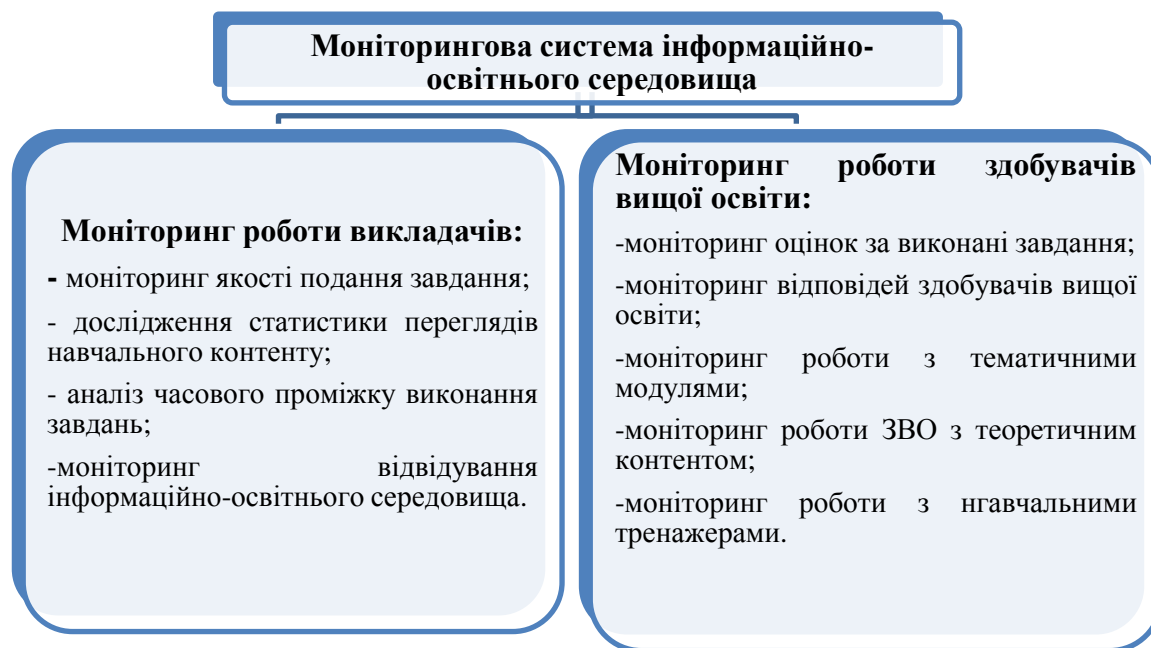 Моніторингова система інформаційно-
освітнього середовища
Моніторинг роботи викладачів:
- моніторинг якості подання завдання;
- дослідження статистики переглядів
навчального контенту;
- аналіз часового проміжку виконання
завдань;
-моніторинг відвідування
інформаційно-освітнього середовища.
Моніторинг роботи здобувачів
вищої освіти:
-моніторинг оцінок за виконані завдання;
-моніторинг відповідей здобувачів вищої
освіти;
-моніторинг роботи з тематичними
модулями;
-моніторинг роботи ЗВО з теоретичним
контентом;
-моніторинг роботи з нгавчальними
тренажерами.